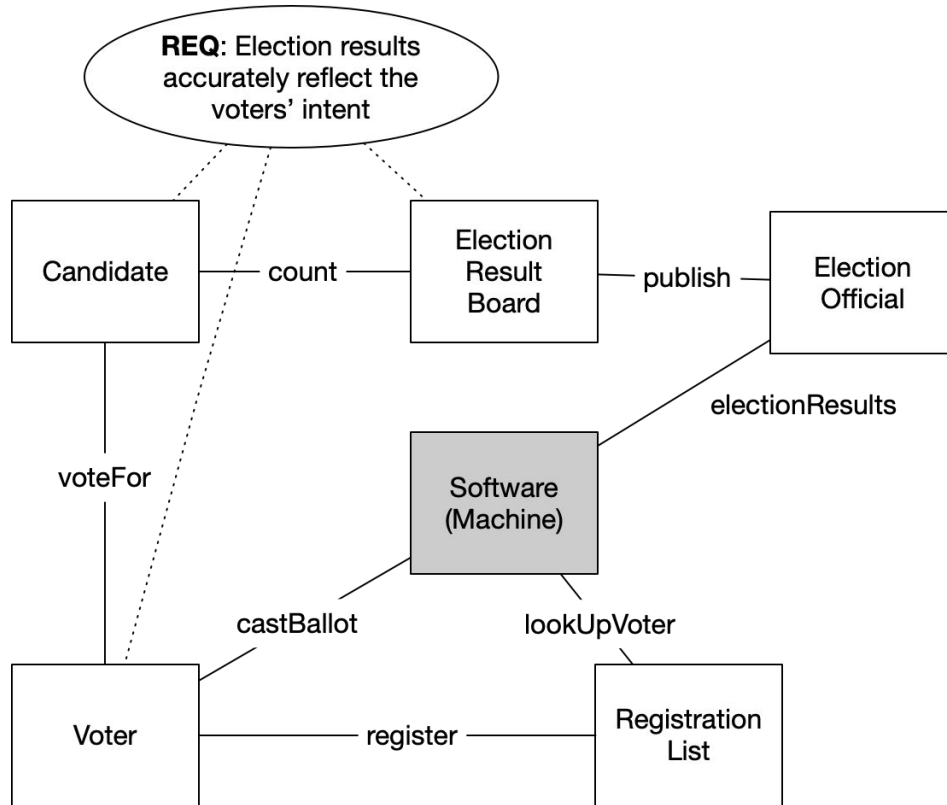 REQ: Election results
accurately reflect the
voters’ intent
Candidate
count
Election
Result
Board
publish
Election
Official
electionResults
voteFor
Software
(Machine)
castBallot
lookUpVoter
Voter
register
Registration
List